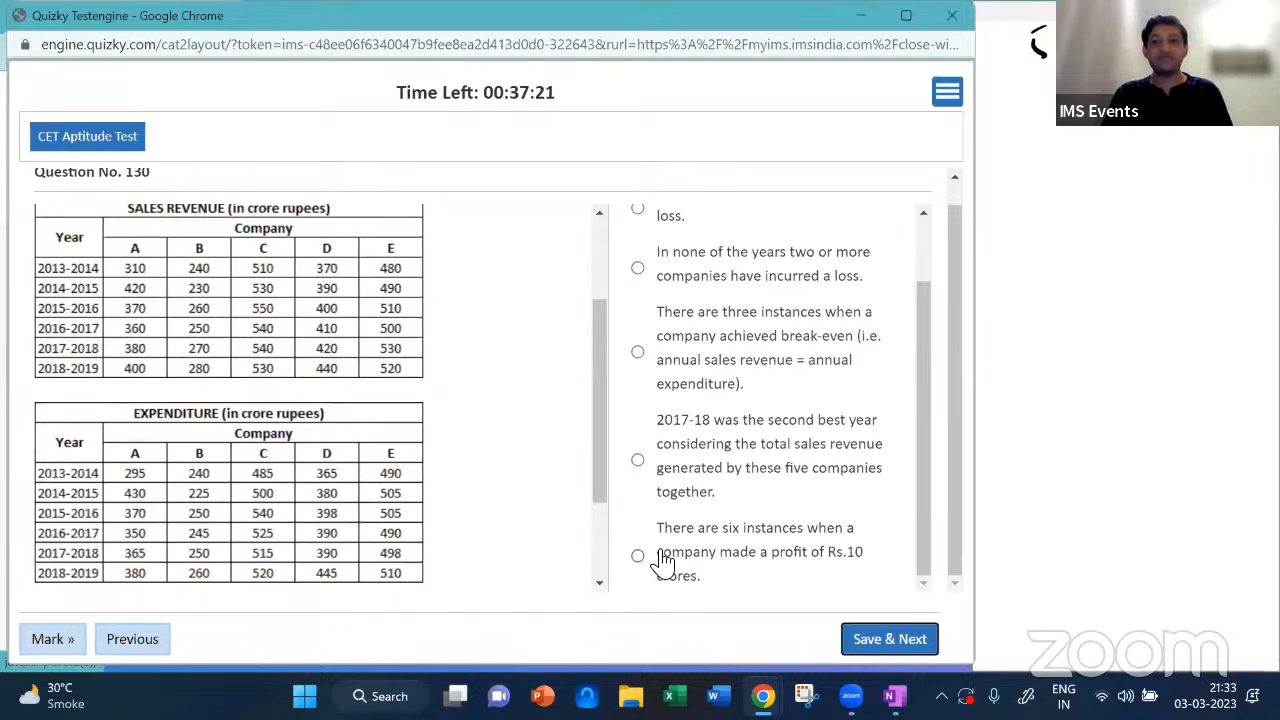 Quizky Testengine - Google Chrome
engine.quizky.com/cat2layout/?token=ims-c48ee06f6340047b9fee8ea2d413d0d0-322643&rurl=https%3A%2F%2Fmyims.imsindia.com%2Fclose-wi...
Time Left: 00:37:21
CET Aptitude Test
Question No. 130
SALES REVENUE (in crore rupees)
Year Company
A B C D E
2013-2014 310 240 510 370 480
2014-2015 420 230 530 390 490
2015-2016 370 260 550 400 510
2016-2017 360 250 540 410 500
2017-2018 380 270 540 420 530
2018-2019 400 280 530 440 520
EXPENDITURE (in crore rupees)
Year Company
A B C D E
2013-2014 295 240 485 365 490
2014-2015 430 225 500 380 505
2015-2016 370 250 540 398 505
2016-2017 350 245 525 390 490
2017-2018 365 250 515 390 498
2018-2019 380 260 520 445 510
loss.
In none of the years two or more
companies have incurred a loss.
There are three instances when a
company achieved break-even (i.e.
annual sales revenue = annual
expenditure).
2017-18 was the second best year
considering the total sales revenue
generated by these five companies
together.
There are six instances when a
company made a profit of Rs.10
crores.
Mark »
Previous
Save & Next
IMS Events
zoom
30°C
Smoke
Search
ENG
IN
21:33
03-03-2023